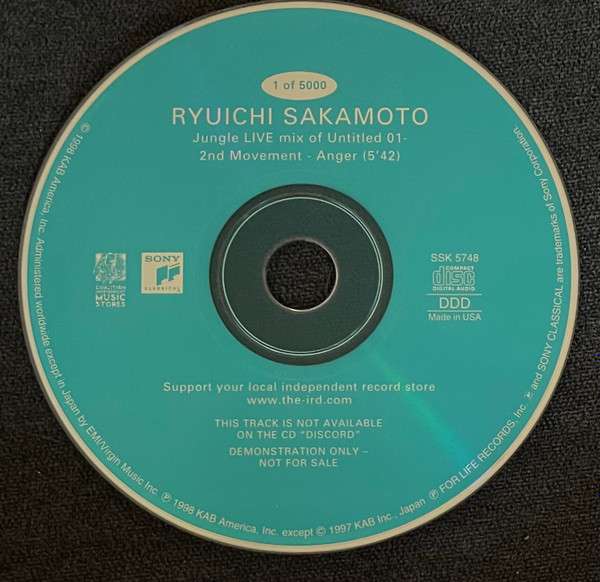 1 of 5000
RYUICHI SAKAMOTO
Jungle LIVE mix of Untitled 01-
2nd Movement - Anger (5'42)
COALITION
MUSIC
STORES
SONY
CLASSICAL
SSK 5748
COMPACT
disc
DIGITAL AUDIO
DDD
Made in USA
Support your local independent record store
www.the-ird.com
THIS TRACK IS NOT AVAILABLE
ON THE CD "DISCORD"
DEMONSTRATION ONLY –
NOT FOR SALE
© 1998 KAB America, Inc. Administered worldwide except in Japan by EMI/Virgin Music Inc. ℗ 1998 KAB America, Inc. except © 1997 KAB Inc., Japan ℗ FOR LIFE RECORDS, Inc. and SONY CLASSICAL are trademarks of Sony Corporation.